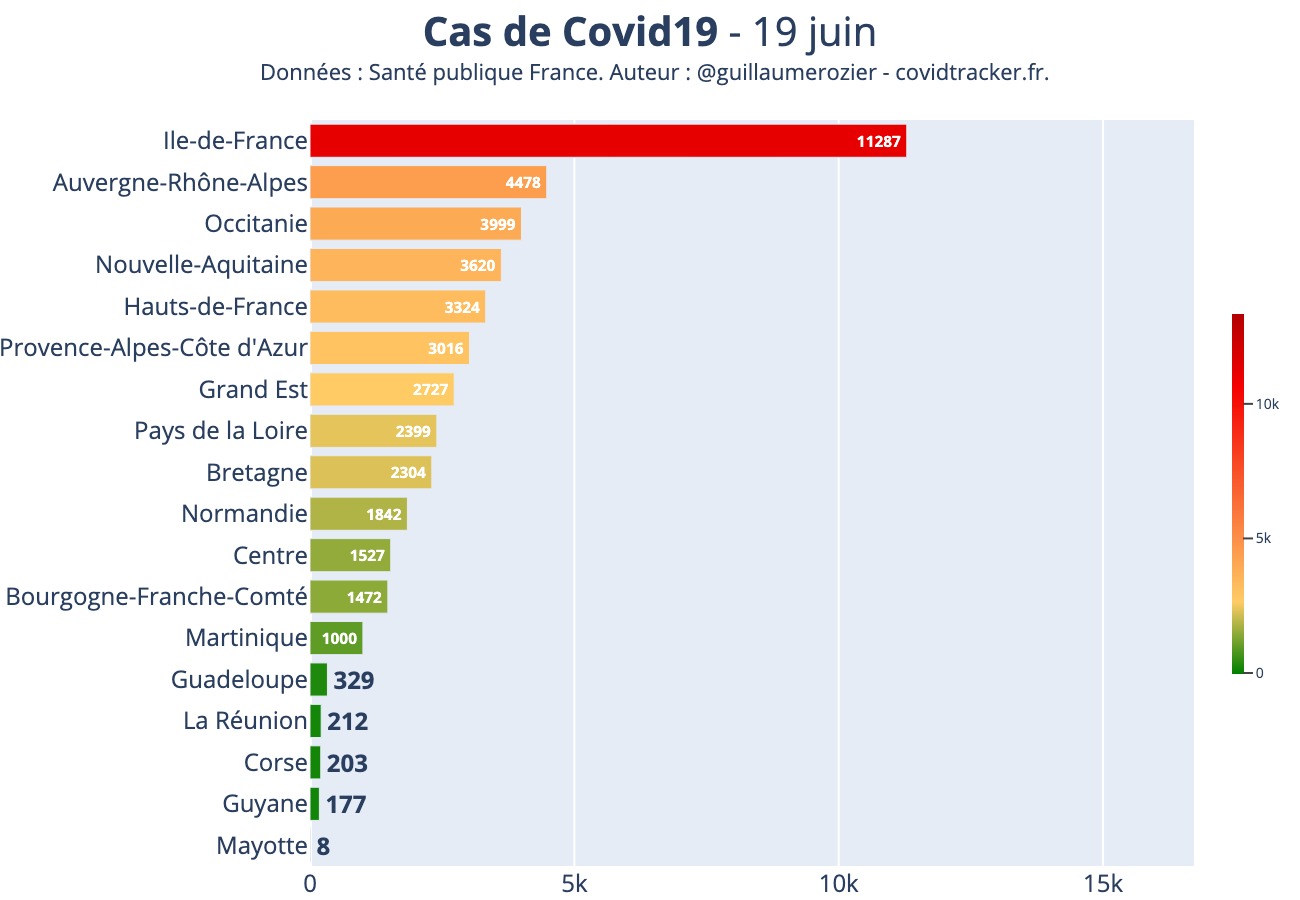 Cas de Covid19 - 19 juin
Données : Santé publique France. Auteur : @guillaumerozier - covidtracker.fr.
Ile-de-France 11287
Auvergne-Rhône-Alpes 4478
Occitanie 3999
Nouvelle-Aquitaine 3620
Hauts-de-France 3324
Provence-Alpes-Côte d'Azur 3016
Grand Est 2727
Pays de la Loire 2399
Bretagne 2304
Normandie 1842
Centre 1527
Bourgogne-Franche-Comté 1472
Martinique 1000
Guadeloupe 329
La Réunion 212
Corse 203
Guyane 177
Mayotte 8
0 5k 10k 15k
10k
5k
0